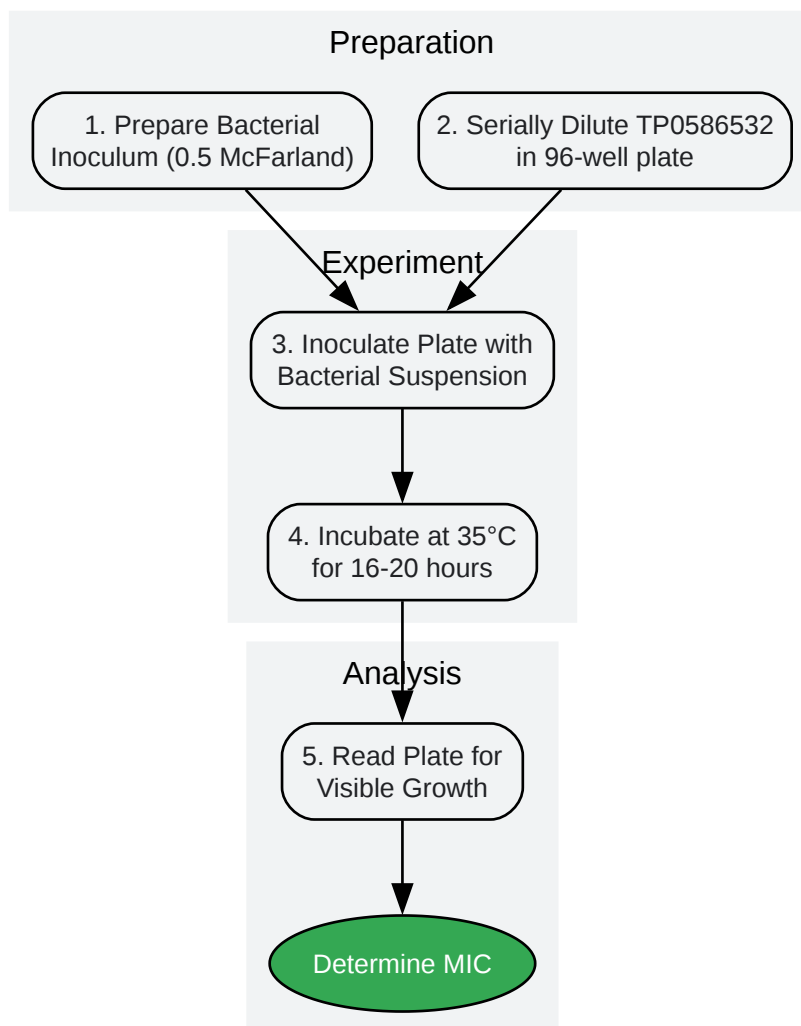 Preparation
1. Prepare Bacterial
Inoculum (0.5 McFarland)
2. Serially Dilute TP0586532
in 96-well plate
Experiment
3. Inoculate Plate with
Bacterial Suspension
4. Incubate at 35°C
for 16-20 hours
Analysis
5. Read Plate for
Visible Growth
Determine MIC